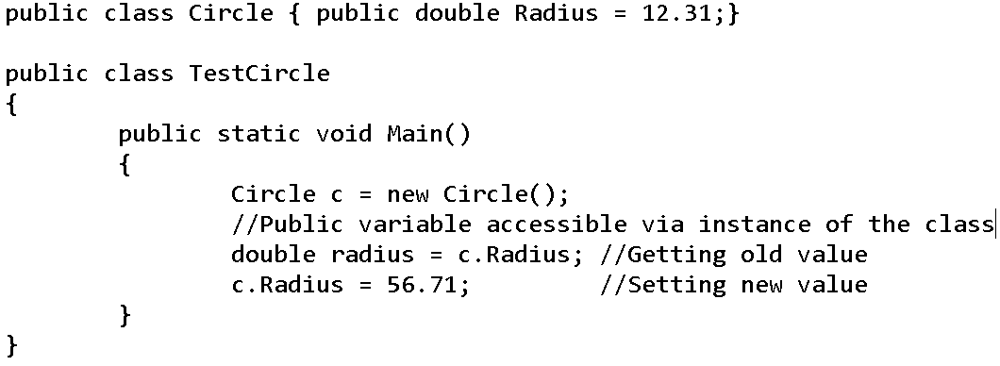 public class Circle { public double Radius = 12.31;}
public class TestCircle
{
public static void Main()
{
Circle c = new Circle();
//Public variable accessible via instance of the class
double radius = c.Radius; //Getting old value
c.Radius = 56.71; //Setting new value
}
}